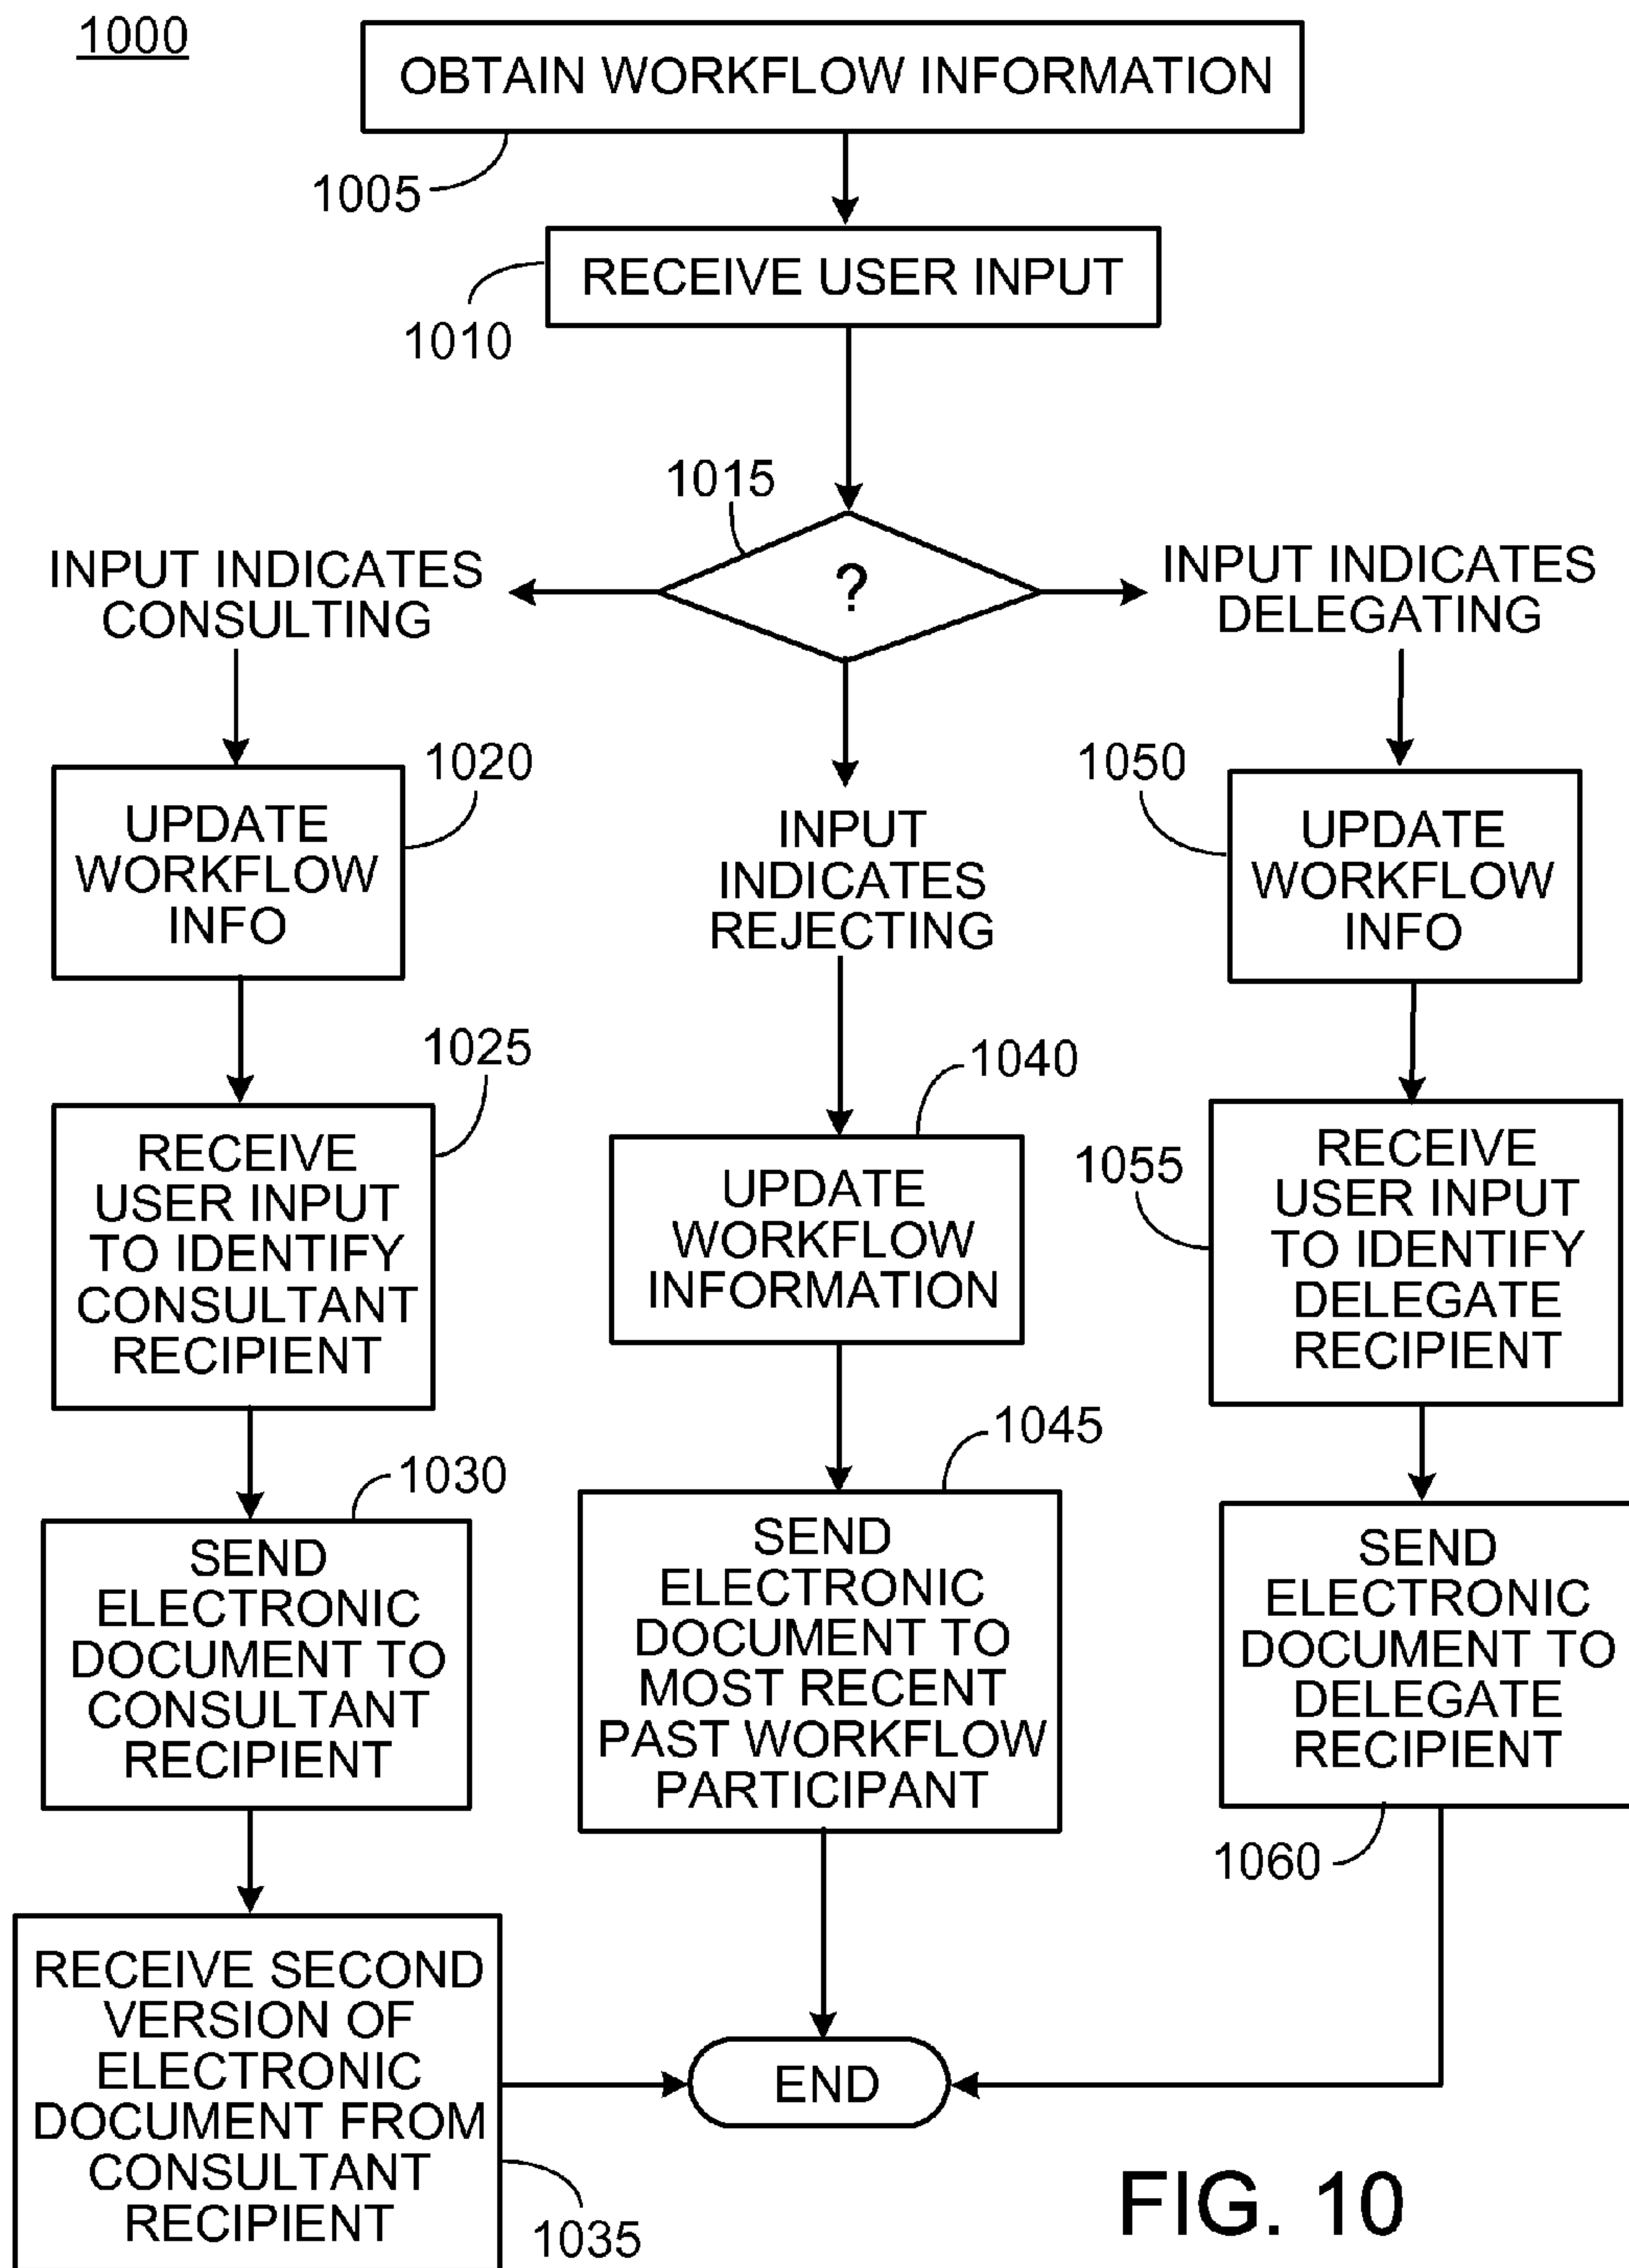 1000
OBTAIN WORKFLOW INFORMATION
1005
RECEIVE USER INPUT
1010
1015
?
INPUT INDICATES
CONSULTING
INPUT INDICATES
DELEGATING
1020
UPDATE
WORKFLOW
INFO
1025
RECEIVE
USER INPUT
TO IDENTIFY
CONSULTANT
RECIPIENT
1030
SEND
ELECTRONIC
DOCUMENT TO
CONSULTANT
RECIPIENT
RECEIVE SECOND
VERSION OF
ELECTRONIC
DOCUMENT FROM
CONSULTANT
RECIPIENT
1035
INPUT
INDICATES
REJECTING
1040
UPDATE
WORKFLOW
INFORMATION
1045
SEND
ELECTRONIC
DOCUMENT TO
MOST RECENT
PAST WORKFLOW
PARTICIPANT
1050
UPDATE
WORKFLOW
INFO
1055
RECEIVE
USER INPUT
TO IDENTIFY
DELEGATE
RECIPIENT
SEND
ELECTRONIC
DOCUMENT TO
DELEGATE
RECIPIENT
1060
END
FIG. 10